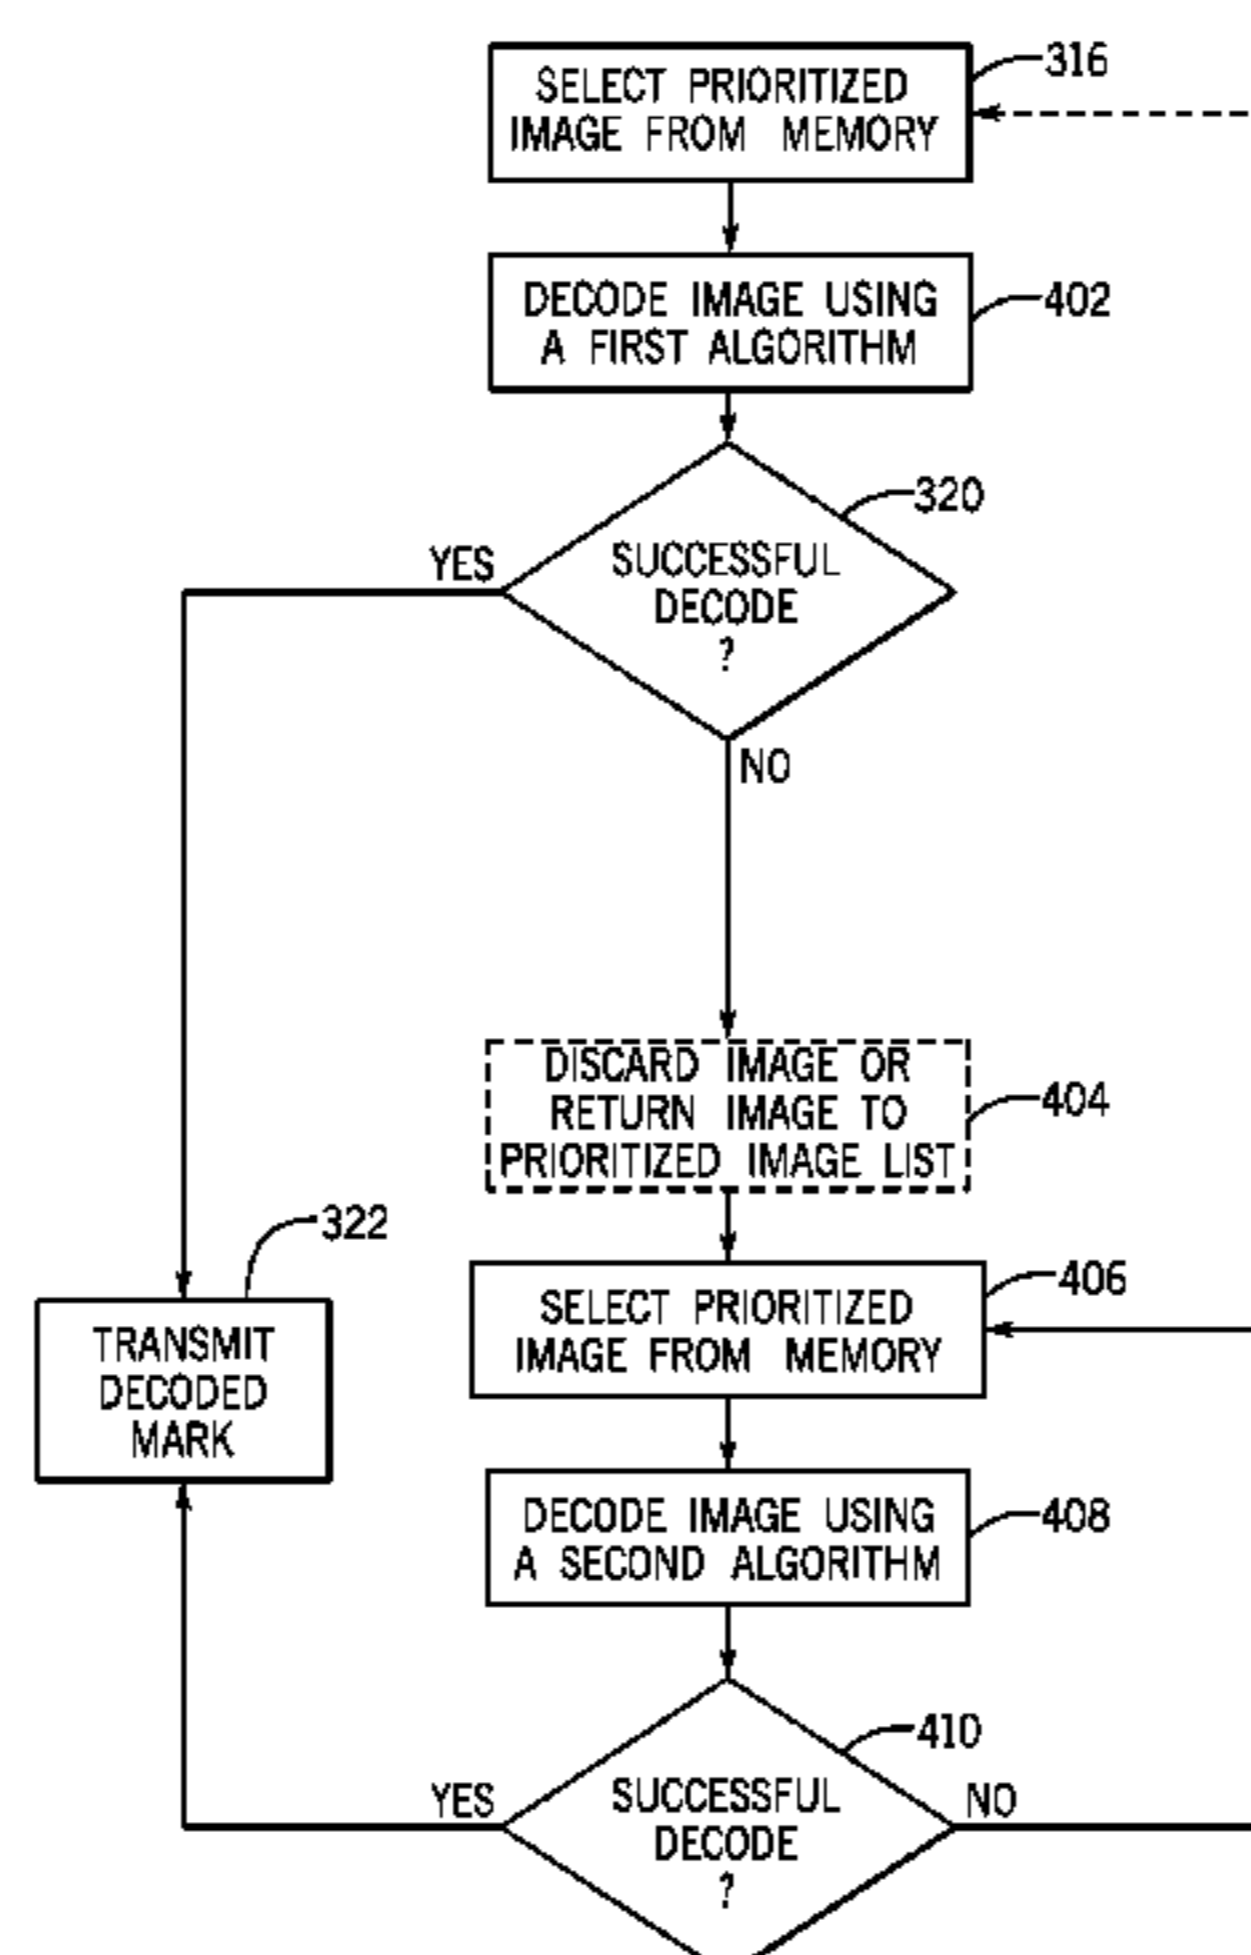 SELECT PRIORITIZED
IMAGE FROM MEMORY
316
DECODE IMAGE USING
A FIRST ALGORITHM
402
320
SUCCESSFUL
DECODE
?
YES
NO
DISCARD IMAGE OR
RETURN IMAGE TO
PRIORITIZED IMAGE LIST
404
322
TRANSMIT
DECODED
MARK
406
SELECT PRIORITIZED
IMAGE FROM MEMORY
DECODE IMAGE USING
A SECOND ALGORITHM
408
410
YES
SUCCESSFUL
DECODE
?
NO